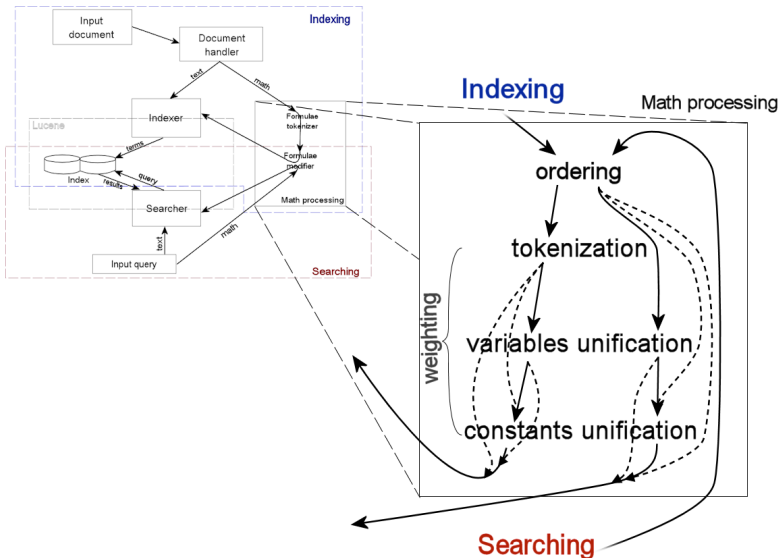 Input
document
Indexing
Document
handler
text
math
Indexer
Formulae
tokenizer
Lucene
terms
Formulae
modifier
Index
results
query
Searcher
Math processing
text
math
Input query
Searching
Indexing
Math processing
ordering
tokenization
weighting
variables unification
constants unification
Searching